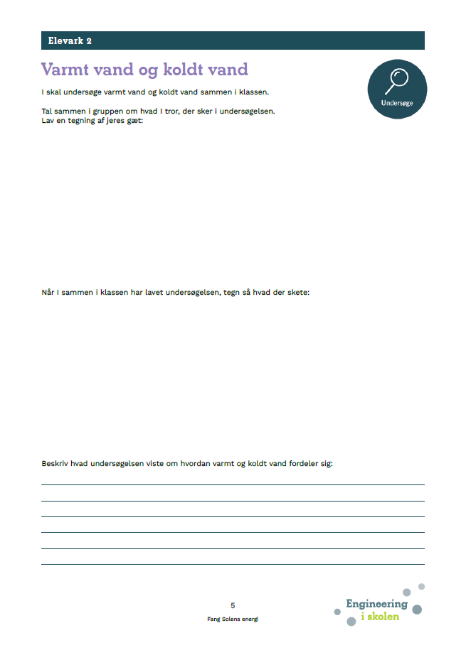 Elevark 2
Varmt vand og koldt vand
I skal undersøge varmt vand og koldt vand sammen i klassen.
Undersøge
Tal sammen i gruppen om hvad I tror, der sker i undersøgelsen.
Lav en tegning af jeres gæt:
Når I sammen i klassen har lavet undersøgelsen, tegn så hvad der skete:
Beskriv hvad undersøgelsen viste om hvordan varmt og koldt vand fordeler sig:
5
Fang Solens energi
Engineering
i skolen